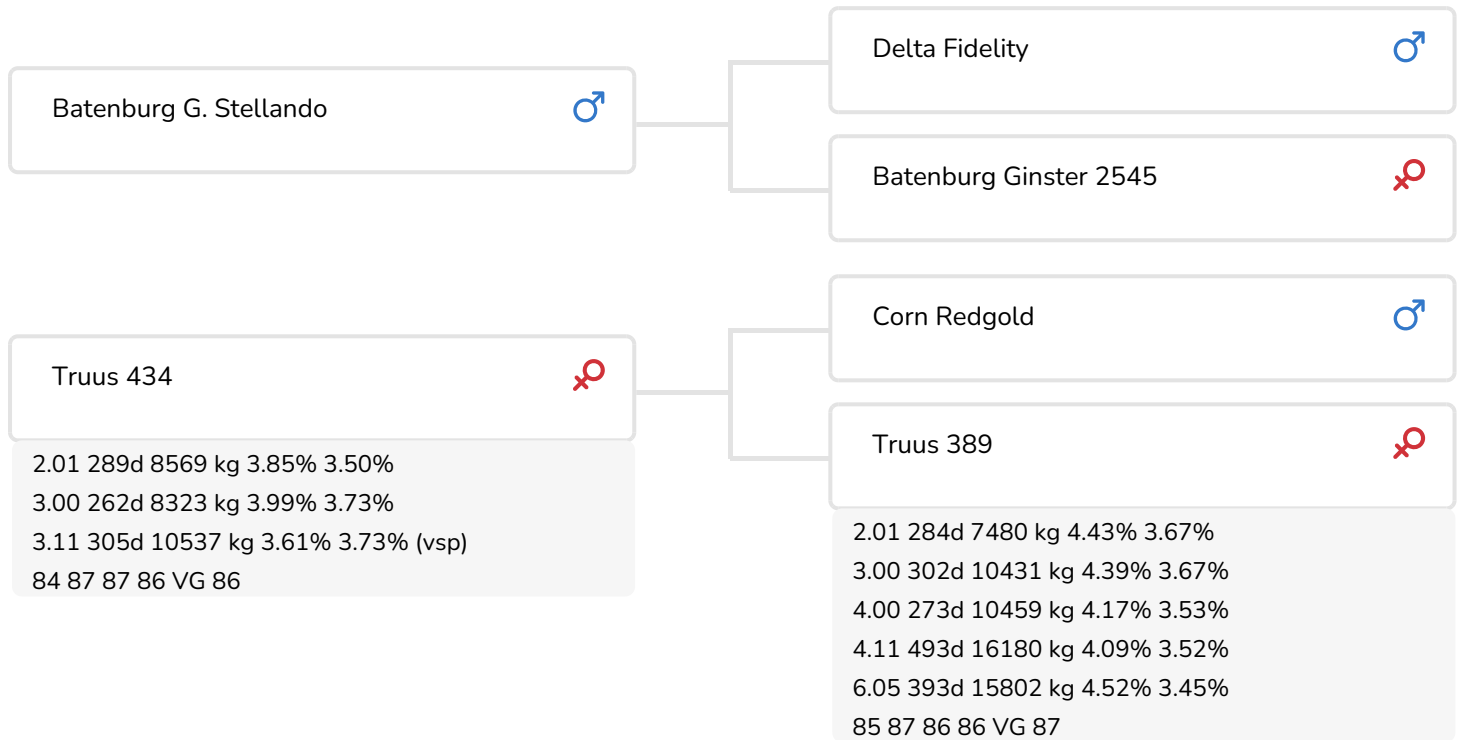 Batenburg G. Stellando
Delta Fidelity
Batenburg Ginster 2545
Truus 434
2.01 289d 8569 kg 3.85% 3.50%
3.00 262d 8323 kg 3.99% 3.73%
3.11 305d 10537 kg 3.61% 3.73% (vsp)
84 87 87 86 VG 86
Corn Redgold
Truus 389
2.01 284d 7480 kg 4.43% 3.67%
3.00 302d 10431 kg 4.39% 3.67%
4.00 273d 10459 kg 4.17% 3.53%
4.11 493d 16180 kg 4.09% 3.52%
6.05 393d 15802 kg 4.52% 3.45%
85 87 86 86 VG 87